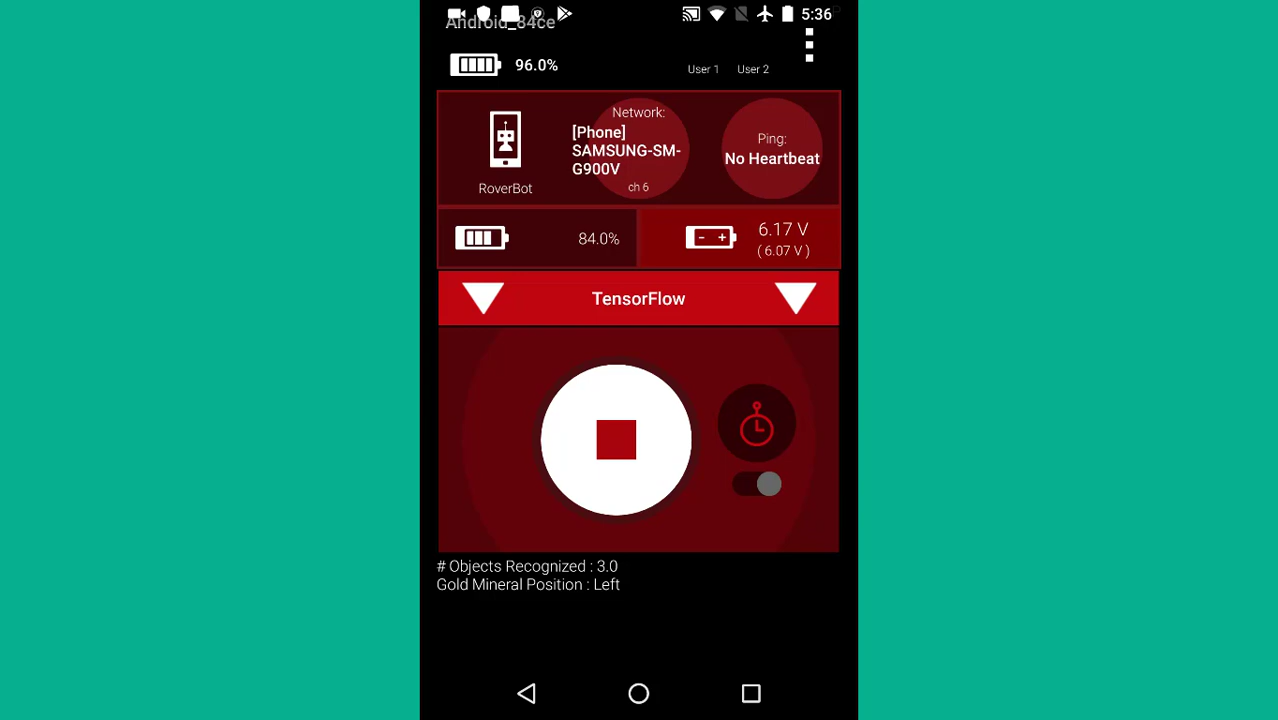 5:36
Android_84ce
96.0%
User 1 User 2
Network:
[Phone]
SAMSUNG-SM-
G900V
ch 6
Ping:
No Heartbeat
RoverBot
84.0%
6.17 V
( 6.07 V )
TensorFlow
# Objects Recognized : 3.0
Gold Mineral Position : Left